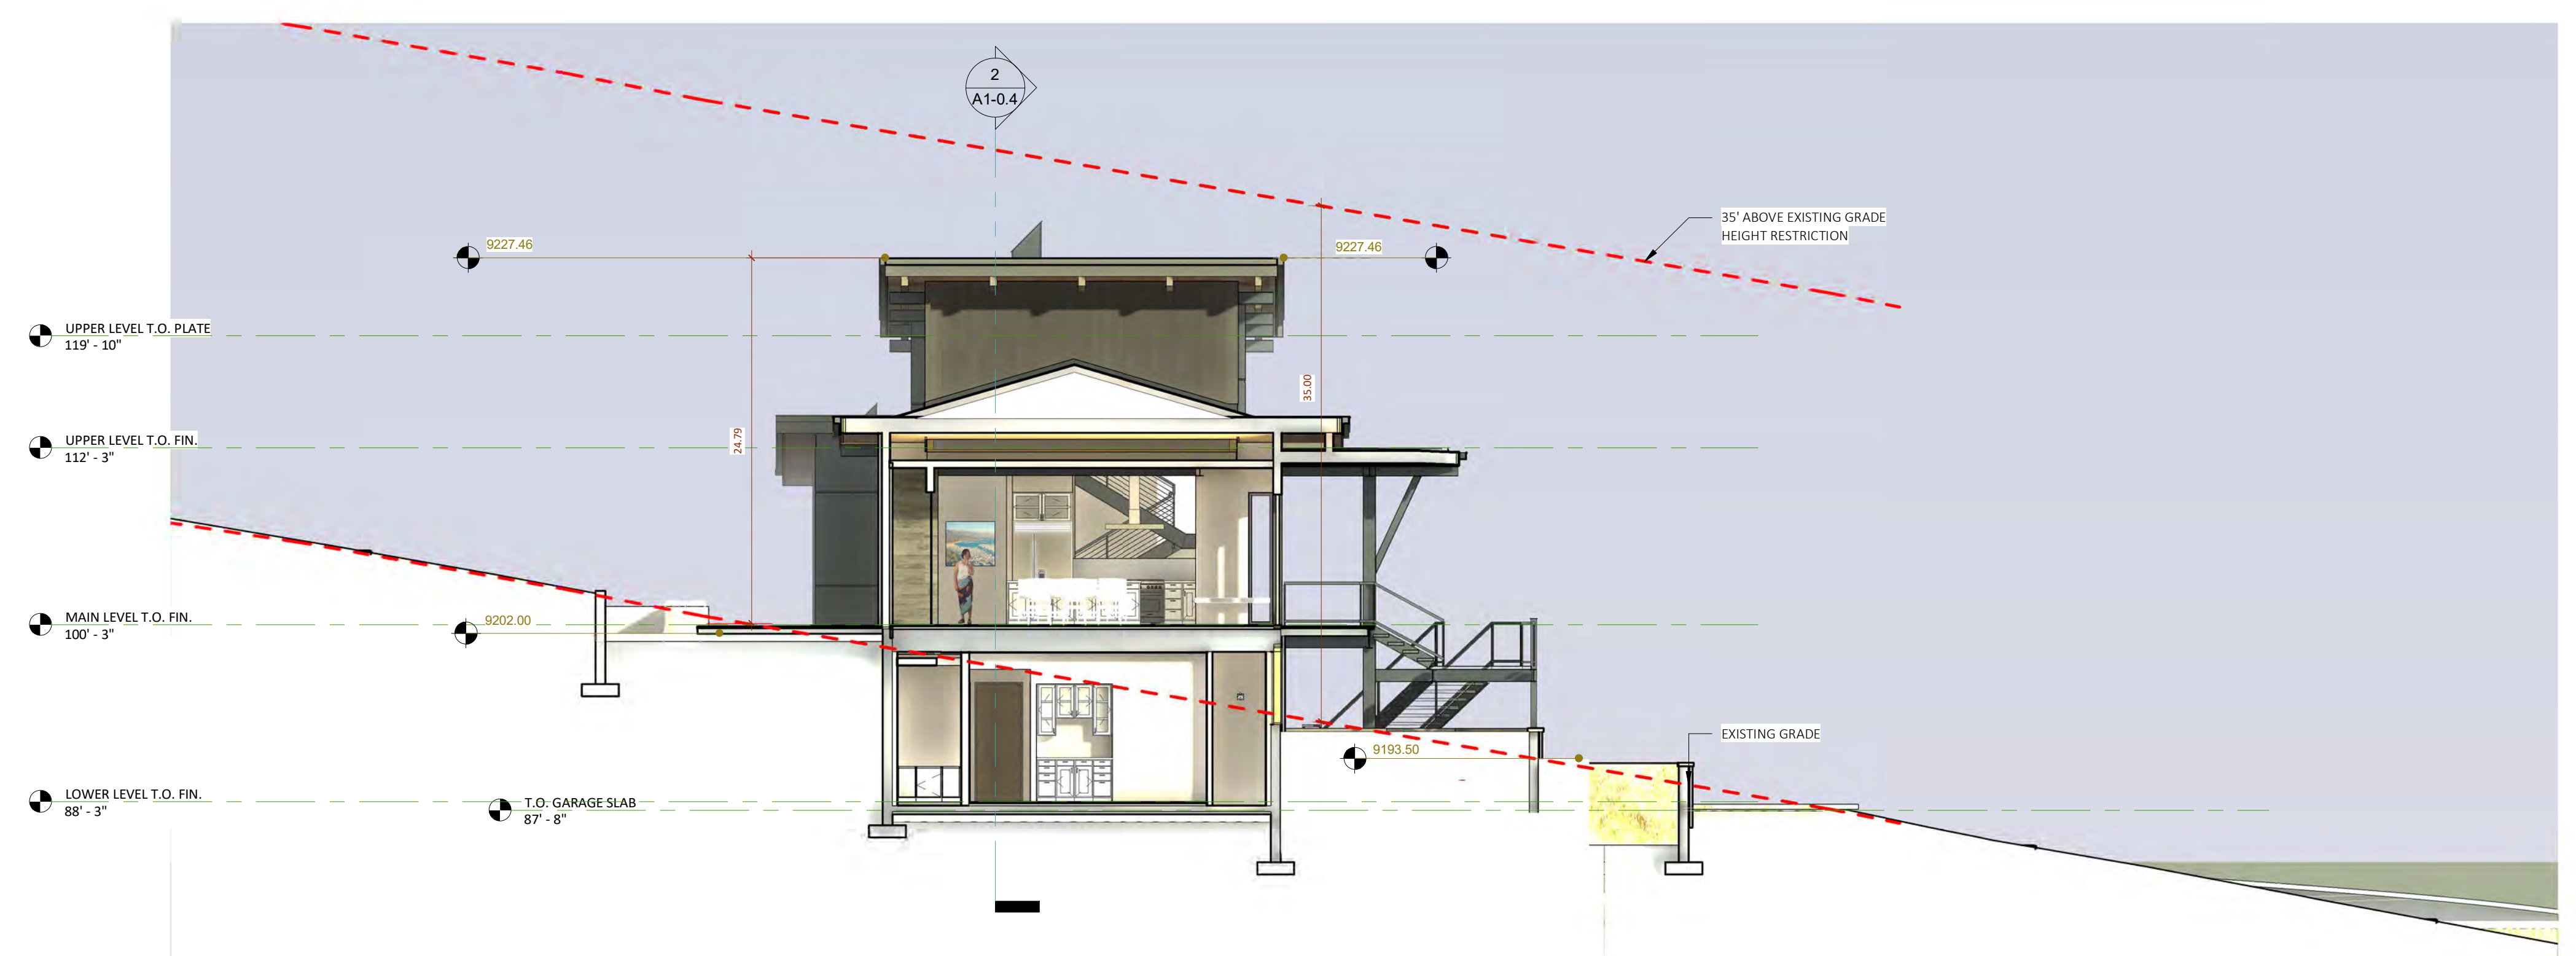 2
A1-0.4
35' ABOVE EXISTING GRADE
HEIGHT RESTRICTION
9227.46
9227.46
UPPER LEVEL T.O. PLATE
119' - 10"
35.00
24.79
UPPER LEVEL T.O. FIN.
112' - 3"
MAIN LEVEL T.O. FIN.
100' - 3"
9202.00
EXISTING GRADE
9193.50
LOWER LEVEL T.O. FIN.
88' - 3"
T.O. GARAGE SLAB
87' - 8"